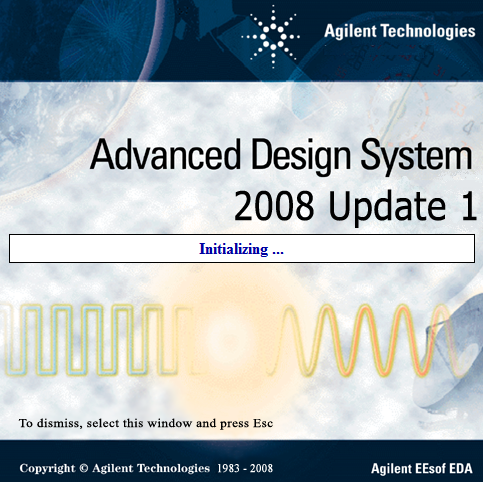 Agilent Technologies
Advanced Design System
2008 Update 1
Initializing ...
To dismiss, select this window and press Esc
Copyright © Agilent Technologies 1983 - 2008
Agilent EEsof EDA